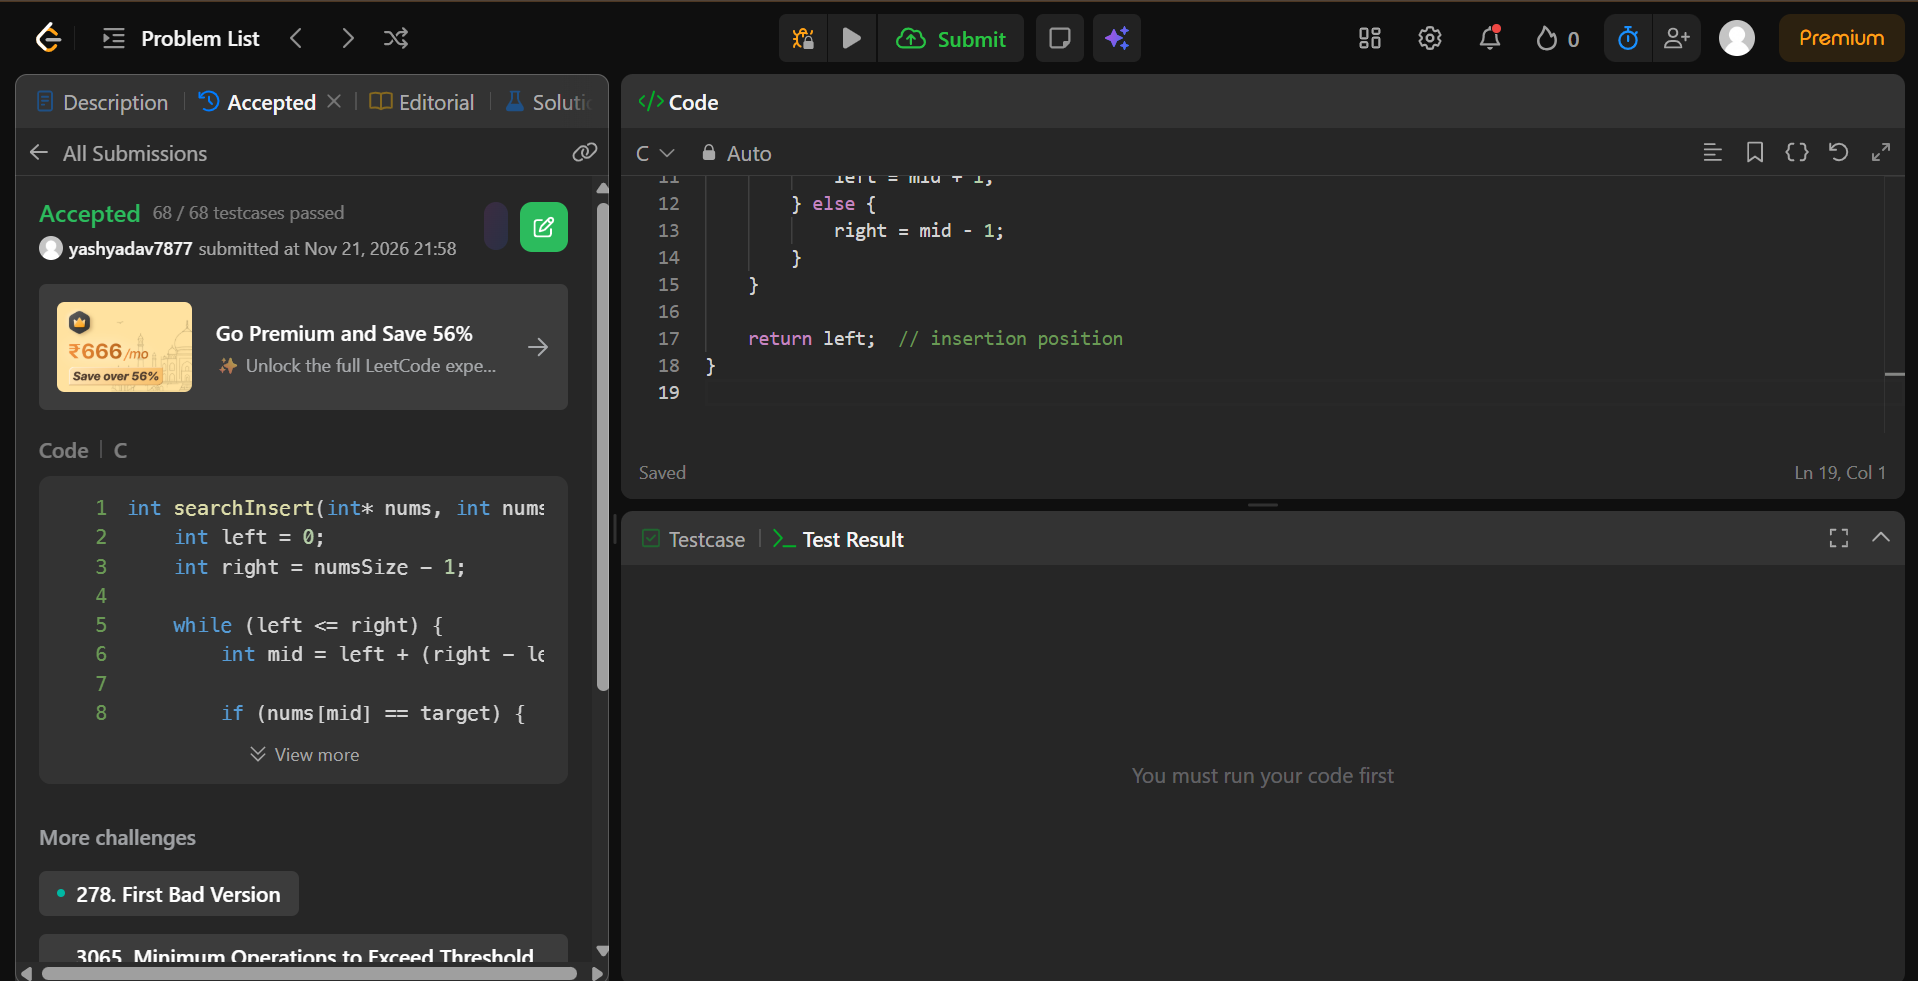 Problem List
Submit
0
Premium
Description
Accepted
Editorial
Soluti
All Submissions
Accepted 68 / 68 testcases passed
yashyadav7877 submitted at Nov 21, 2026 21:58
₹666 /mo
Save over 56%
Go Premium and Save 56%
✨ Unlock the full LeetCode expe...
Code | C
1 int searchInsert(int* nums, int nums
2 int left = 0;
3 int right = numsSize - 1;
4
5 while (left <= right) {
6 int mid = left + (right - le
7
8 if (nums[mid] == target) {
View more
More challenges
278. First Bad Version
3065. Minimum Operations to Exceed Threshold
</> Code
C
Auto
11 left = mid + 1;
12 } else {
13 right = mid - 1;
14 }
15 }
16
17 return left; // insertion position
18 }
19
Saved
Ln 19, Col 1
Testcase
Test Result
You must run your code first